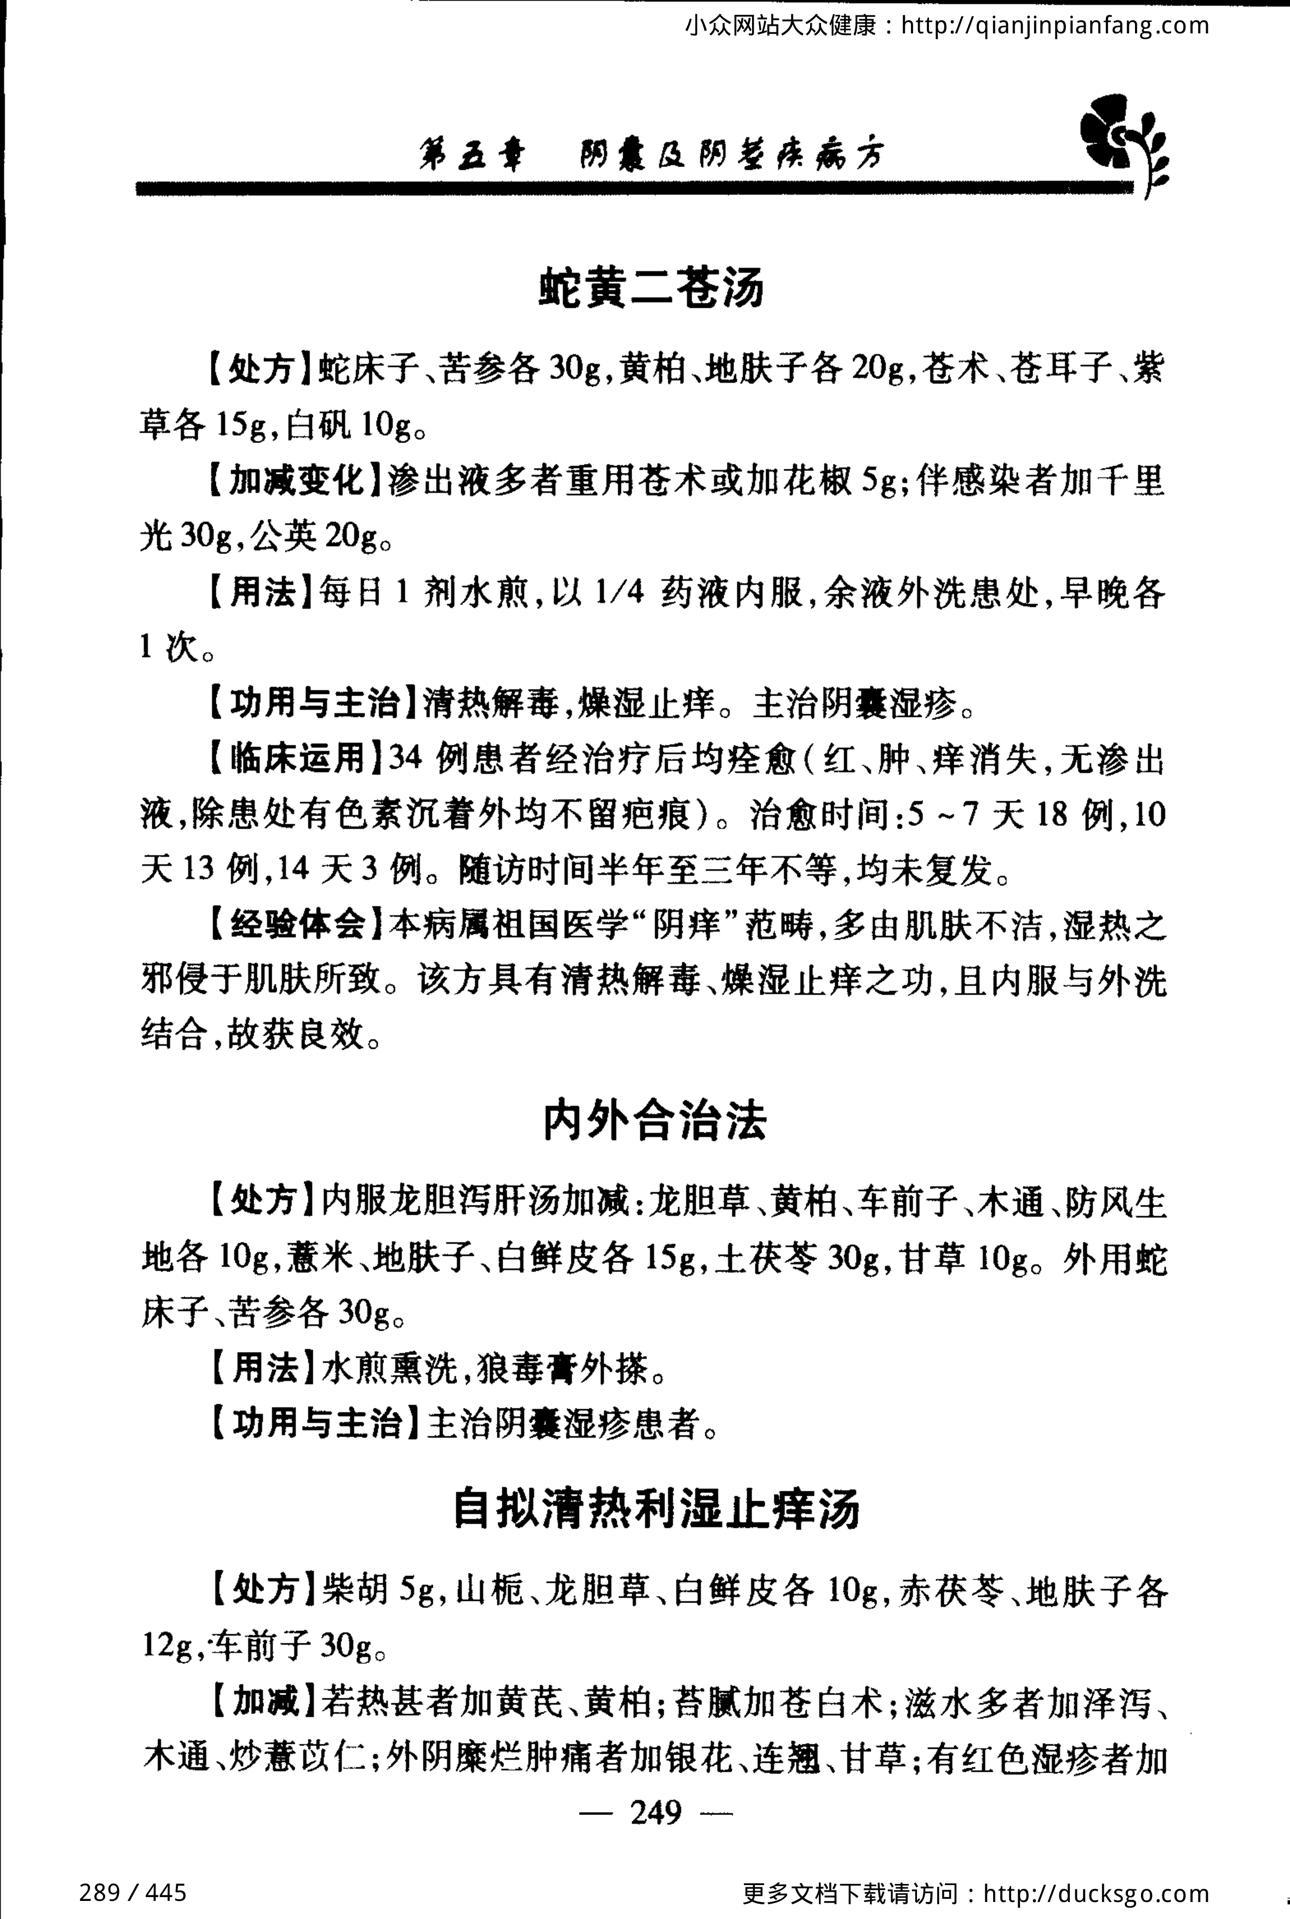 小众网站大众健康：http://qianjinpianfang.com
第五章 阴囊及阴茎疾病方
蛇黄二苍汤
【处方】蛇床子、苦参各30g,黄柏、地肤子各20g,苍术、苍耳子、紫
草各15g,白矾10g。
【加减变化】渗出液多者重用苍术或加花椒5g;伴感染者加千里
光30g,公英20g。
【用法】每日1剂水煎,以1/4药液内服,余液外洗患处,早晚各
1次。
【功用与主治】清热解毒,燥湿止痒。主治阴囊湿疹。
【临床运用】34例患者经治疗后均痊愈(红、肿、痒消失,无渗出
液,除患处有色素沉着外均不留疤痕)。治愈时间:5~7天18例,10
天13例,14天3例。随访时间半年至三年不等,均未复发。
【经验体会】本病属祖国医学“阴痒”范畴,多由肌肤不洁,湿热之
邪侵于肌肤所致。该方具有清热解毒、燥湿止痒之功,且内服与外洗
结合,故获良效。
内外合治法
【处方】内服龙胆泻肝汤加减:龙胆草、黄柏、车前子、木通、防风生
地各10g,薏米、地肤子、白鲜皮各15g,土茯苓30g,甘草10g。外用蛇
床子、苦参各30g。
【用法】水煎熏洗,狼毒膏外搽。
【功用与主治】主治阴囊湿疹患者。
自拟清热利湿止痒汤
【处方】柴胡5g,山栀、龙胆草、白鲜皮各10g,赤茯苓、地肤子各
12g,车前子30g。
【加减】若热甚者加黄芪、黄柏;苔腻加苍白术;滋水多者加泽泻、
木通、炒薏苡仁;外阴糜烂肿痛者加银花、连翘、甘草;有红色湿疹者加
— 249 —
289 / 445
更多文档下载请访问：http://ducksgo.com